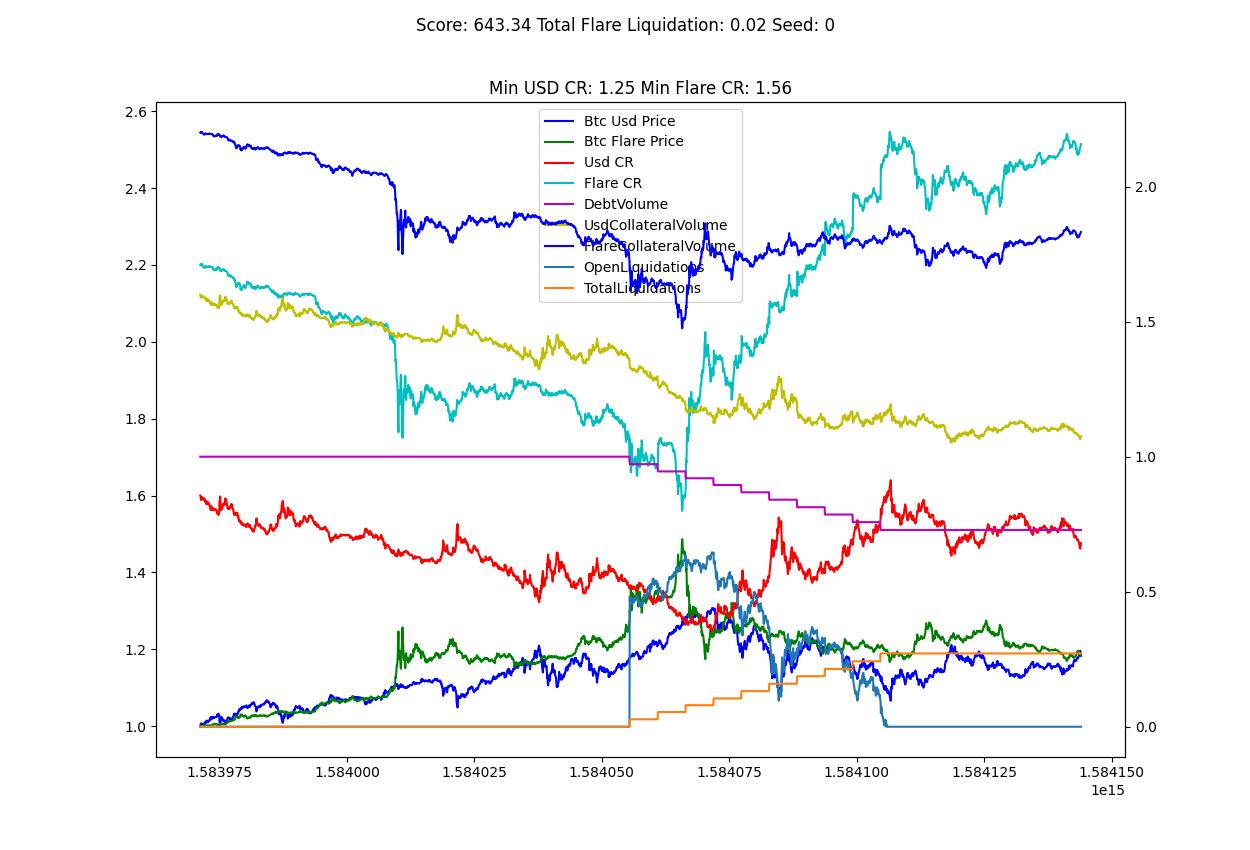 Score: 643.34 Total Flare Liquidation: 0.02 Seed: 0
Min USD CR: 1.25 Min Flare CR: 1.56
Btc Usd Price
Btc Flare Price
Usd CR
Flare CR
DebtVolume
UsdCollateralVolume
FlareCollateralVolume
OpenLiquidations
TotalLiquidations
2.6
2.4
2.2
2.0
1.8
1.6
1.4
1.2
1.0
2.0
1.5
1.0
0.5
0.0
1.583975 1.584000 1.584025 1.584050 1.584075 1.584100 1.584125 1.584150
1e15